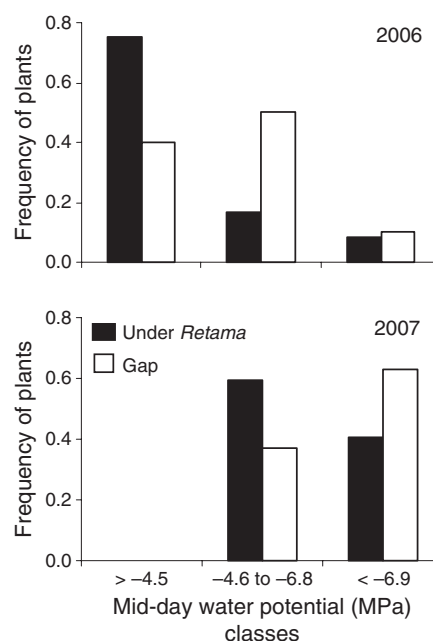 2006
Frequency of plants
0.8
0.6
0.4
0.2
0.0
2007
Under Retama
Gap
Frequency of plants
0.8
0.6
0.4
0.2
0.0
> –4.5
–4.6 to –6.8
< –6.9
Mid-day water potential (MPa)
classes